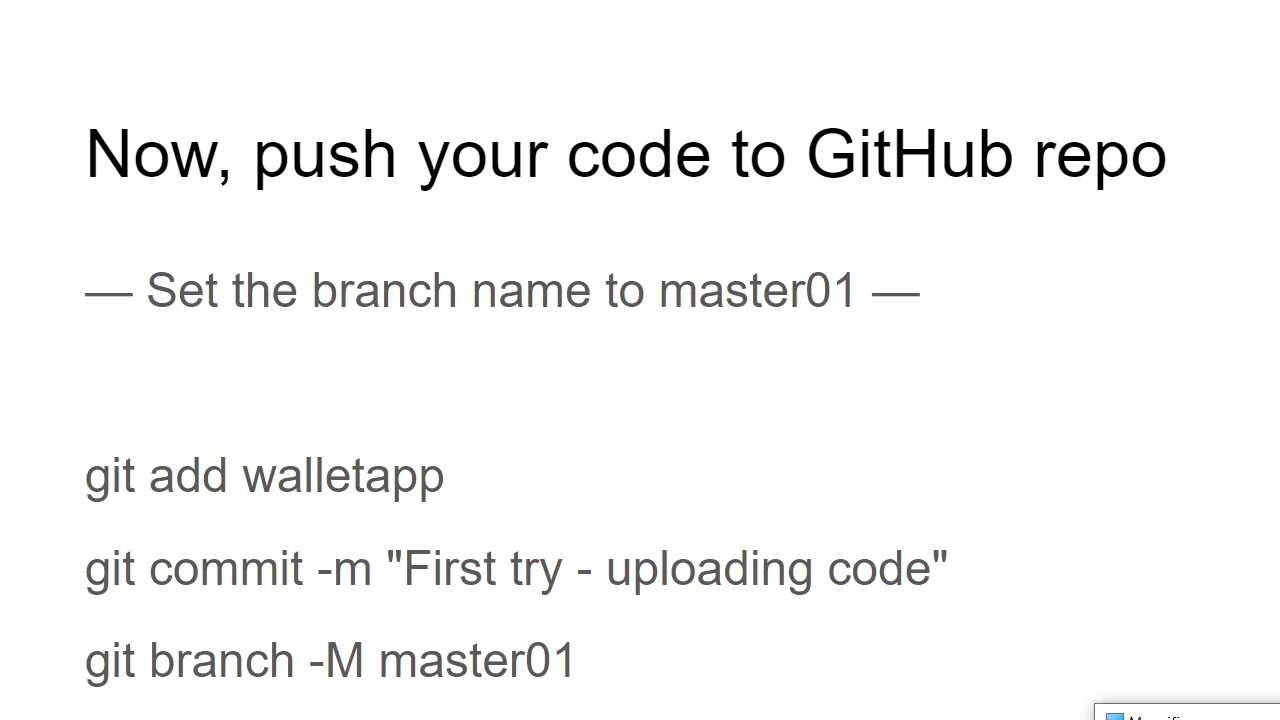 Now, push your code to GitHub repo
— Set the branch name to master01 —
git add walletapp
git commit -m "First try - uploading code"
git branch -M master01